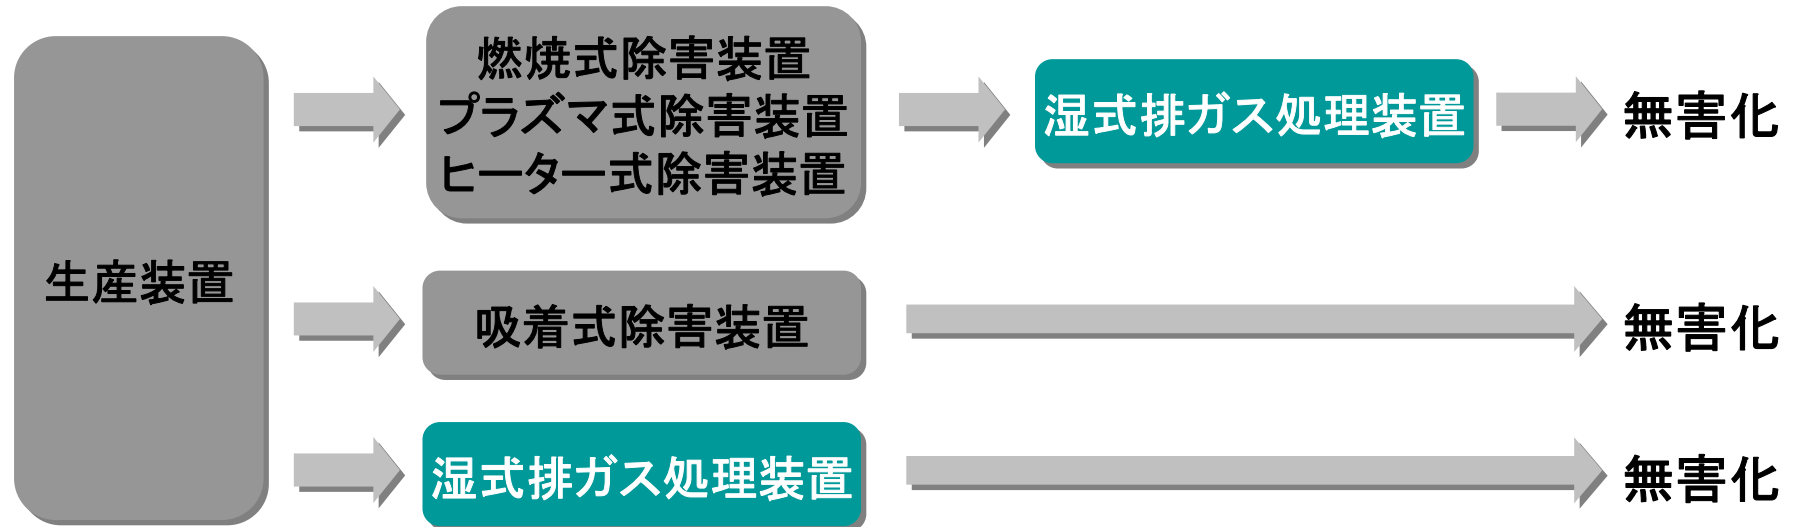 生産装置
燃焼式除害装置
プラズマ式除害装置
ヒーター式除害装置
湿式排ガス処理装置
無害化
吸着式除害装置
無害化
湿式排ガス処理装置
無害化